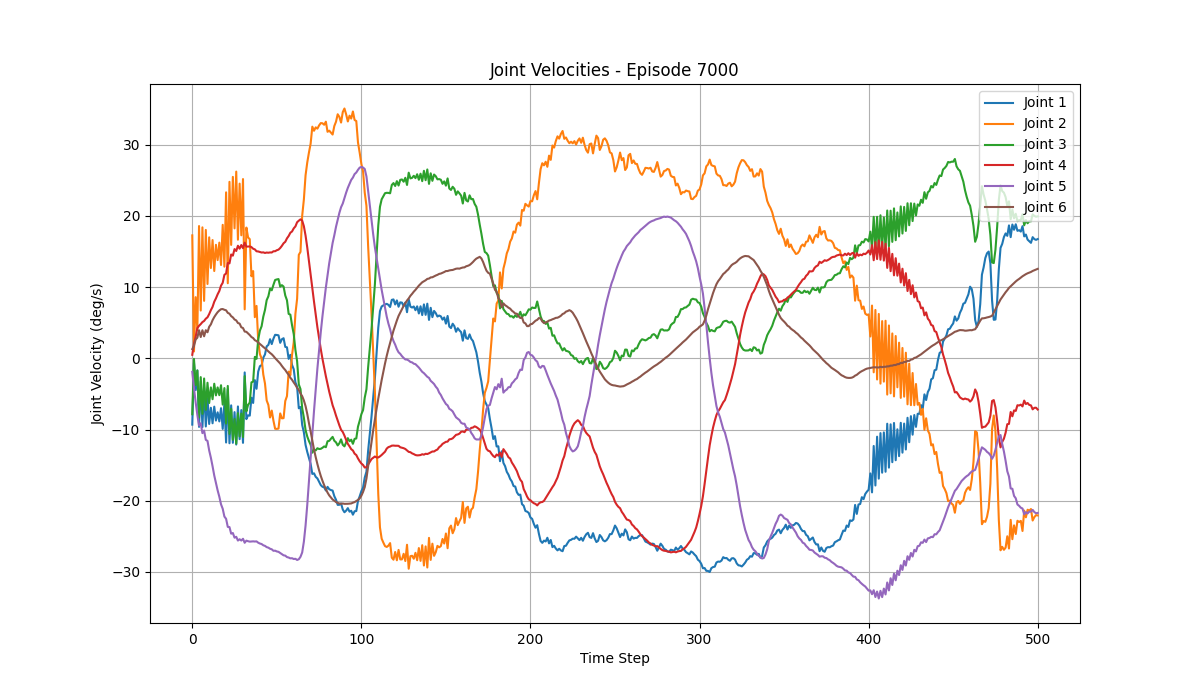 Joint Velocities - Episode 7000
Joint Velocity (deg/s)
30
20
10
0
−10
−20
−30
Joint 1
Joint 2
Joint 3
Joint 4
Joint 5
Joint 6
0 100 200 300 400 500
Time Step